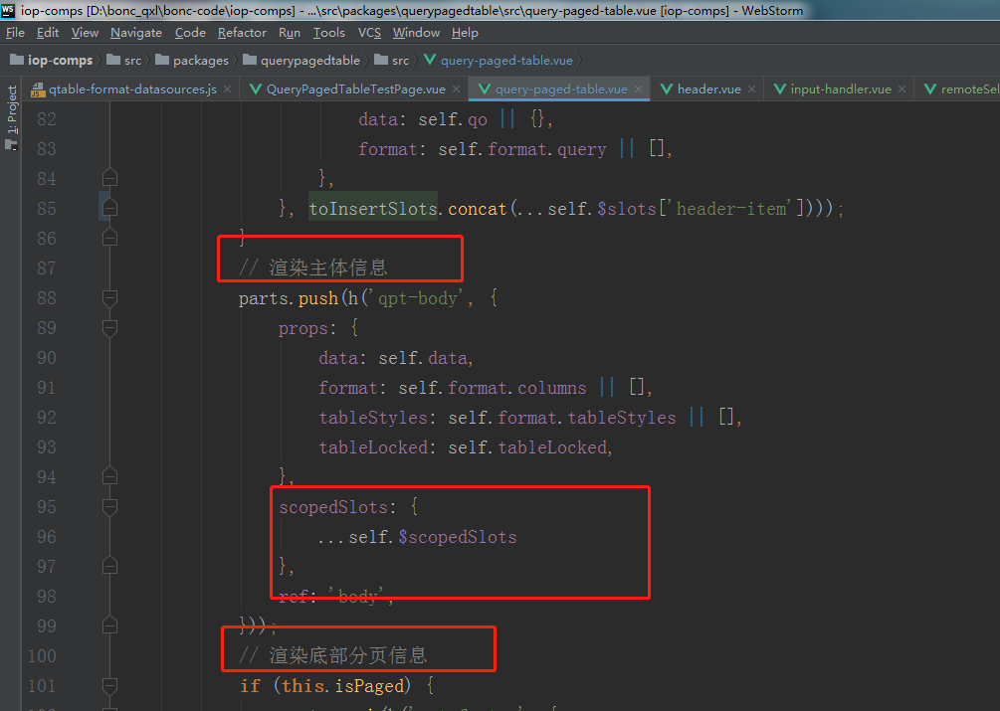 iop-comps [D:\bonc_qxl\bonc-code\iop-comps] - ...\src\packages\querypagedtable\src\query-paged-table.vue [iop-comps] - WebStorm
File Edit View Navigate Code Refactor Run Tools VCS Window Help
iop-comps src packages querypagedtable src query-paged-table.vue
1: Project
qtable-format-datasources.js QueryPagedTableTestPage.vue query-paged-table.vue header.vue input-handler.vue remoteSel
82 data: self.qo || {},
83 format: self.format.query || [],
84 },
85 }, toInsertSlots.concat(...self.$slots['header-item'])));
86 }
87 // 渲染主体信息
88 parts.push(h('qpt-body', {
89 props: {
90 data: self.data,
91 format: self.format.columns || [],
92 tableStyles: self.format.tableStyles || [],
93 tableLocked: self.tableLocked,
94 },
95 scopedSlots: {
96 ...self.$scopedSlots
97 },
98 ref: 'body',
99 }));
100 // 渲染底部分页信息
101 if (this.isPaged) {